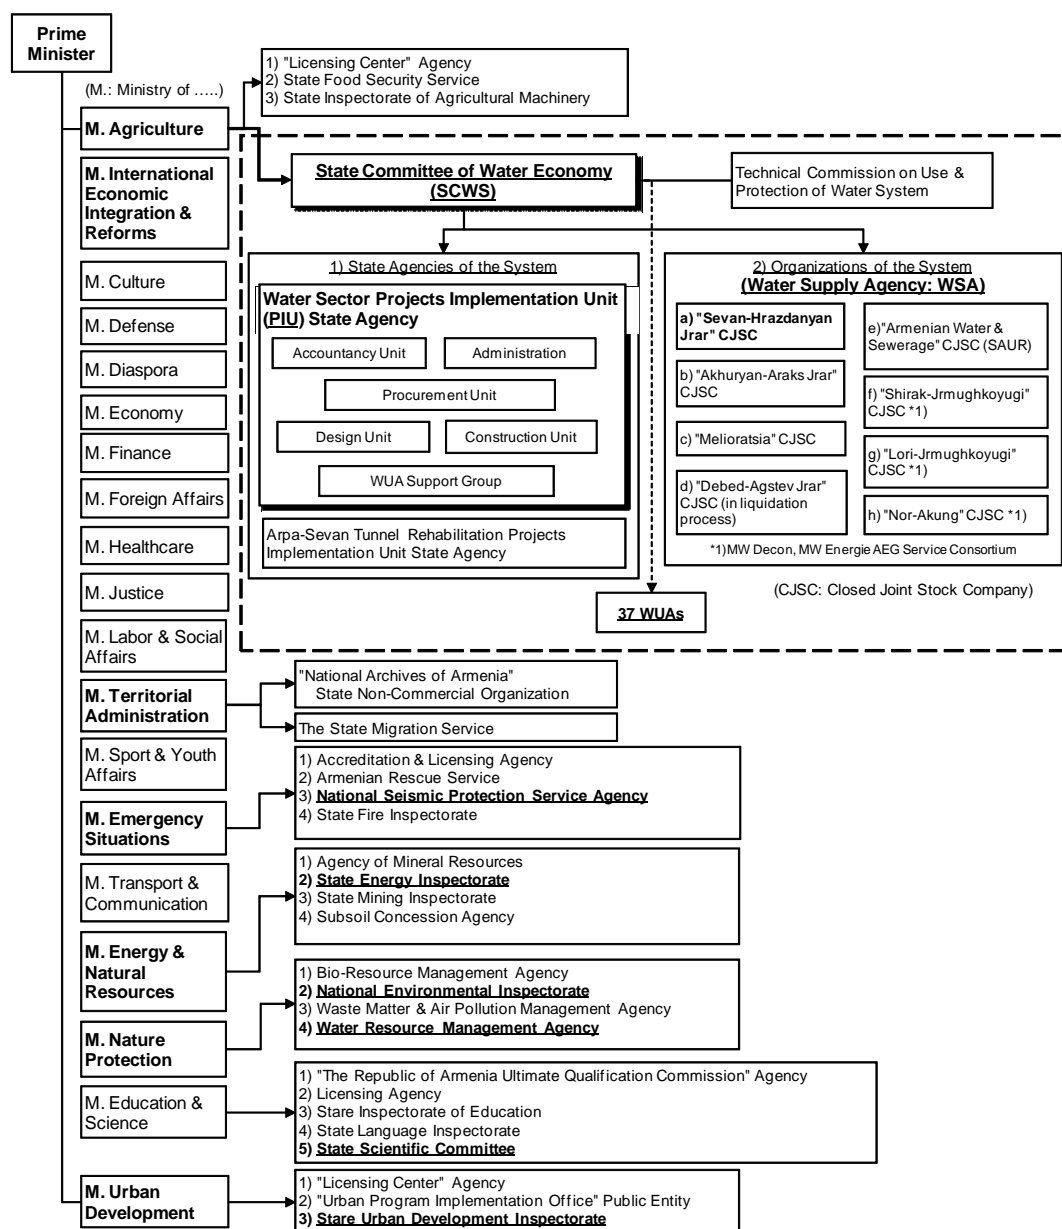 Prime
Minister
(M.: Ministry of .....)
1) "Licensing Center" Agency
2) State Food Security Service
3) State Inspectorate of Agricultural Machinery
M. Agriculture
M. International
Economic
Integration &
Reforms
M. Culture
M. Defense
M. Diaspora
M. Economy
M. Finance
M. Foreign Affairs
M. Healthcare
M. Justice
M. Labor & Social
Affairs
M. Territorial
Administration
M. Sport & Youth
Affairs
M. Emergency
Situations
M. Transport &
Communication
M. Energy &
Natural
Resources
M. Nature
Protection
M. Education &
Science
M. Urban
Development
State Committee of Water Economy
(SCWS)
Technical Commission on Use &
Protection of Water System
1) State Agencies of the System
Water Sector Projects Implementation Unit
(PIU) State Agency
Accountancy Unit
Administration
Procurement Unit
Design Unit
Construction Unit
WUA Support Group
Arpa-Sevan Tunnel Rehabilitation Projects
Implementation Unit State Agency
2) Organizations of the System
(Water Supply Agency: WSA)
a) "Sevan-Hrazdanyan
Jrar" CJSC
b) "Akhuryan-Araks Jrar"
CJSC
c) "Melioratsia" CJSC
d) "Debed-Agstev Jrar"
CJSC (in liquidation
process)
e)"Armenian Water &
Sewerage" CJSC (SAUR)
f) "Shirak-Jrmughkoyugi"
CJSC *1)
g) "Lori-Jrmughkoyugi"
CJSC *1)
h) "Nor-Akung" CJSC *1)
*1)MW Decon, MW Energie AEG Service Consortium
(CJSC: Closed Joint Stock Company)
37 WUAs
"National Archives of Armenia"
State Non-Commercial Organization
The State Migration Service
1) Accreditation & Licensing Agency
2) Armenian Rescue Service
3) National Seismic Protection Service Agency
4) State Fire Inspectorate
1) Agency of Mineral Resources
2) State Energy Inspectorate
3) State Mining Inspectorate
4) Subsoil Concession Agency
1) Bio-Resource Management Agency
2) National Environmental Inspectorate
3) Waste Matter & Air Pollution Management Agency
4) Water Resource Management Agency
1) "The Republic of Armenia Ultimate Qualification Commission" Agency
2) Licensing Agency
3) Stare Inspectorate of Education
4) State Language Inspectorate
5) State Scientific Committee
1) "Licensing Center" Agency
2) "Urban Program Implementation Office" Public Entity
3) Stare Urban Development Inspectorate